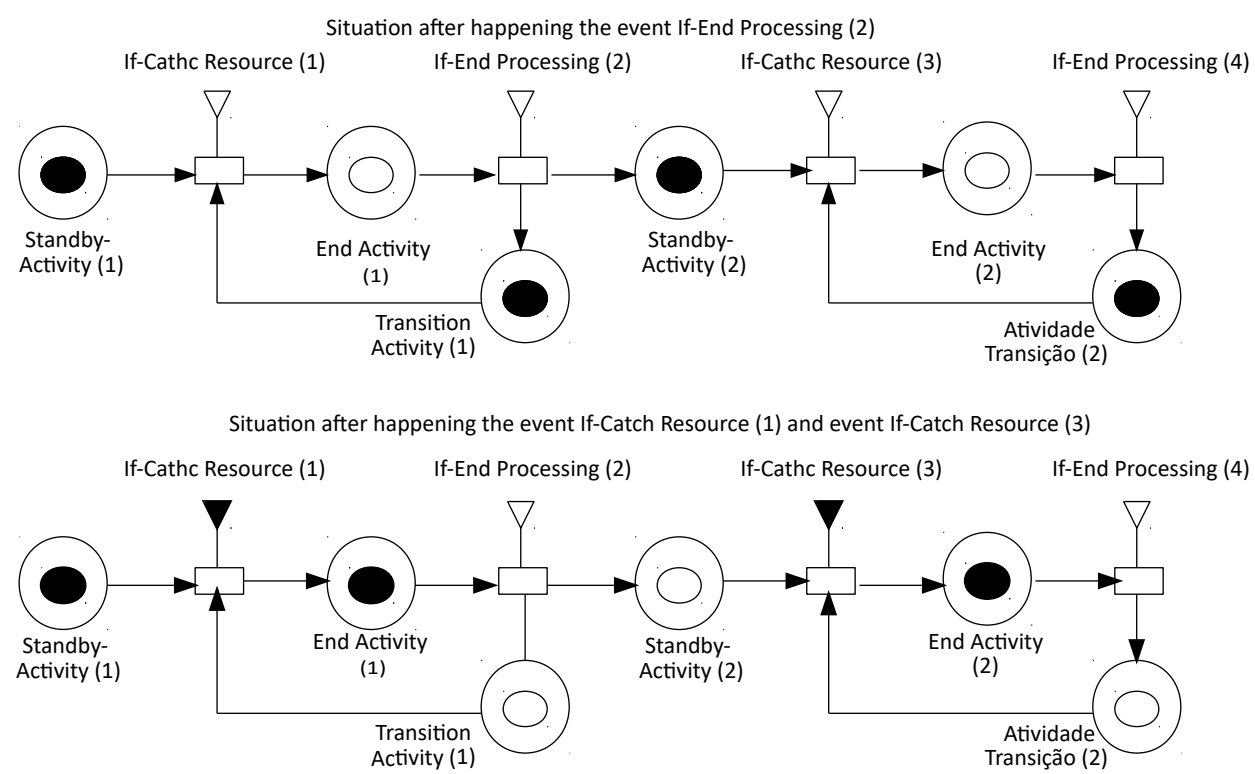 Situation after happening the event If-End Processing (2)
If-Cathc Resource (1)
If-End Processing (2)
If-Cathc Resource (3)
If-End Processing (4)
Standby-
Activity (1)
End Activity
(1)
Standby-
Activity (2)
End Activity
(2)
Transition
Activity (1)
Atividade
Transição (2)
Situation after happening the event If-Catch Resource (1) and event If-Catch Resource (3)
If-Cathc Resource (1)
If-End Processing (2)
If-Cathc Resource (3)
If-End Processing (4)
Standby-
Activity (1)
End Activity
(1)
Standby-
Activity (2)
End Activity
(2)
Transition
Activity (1)
Atividade
Transição (2)